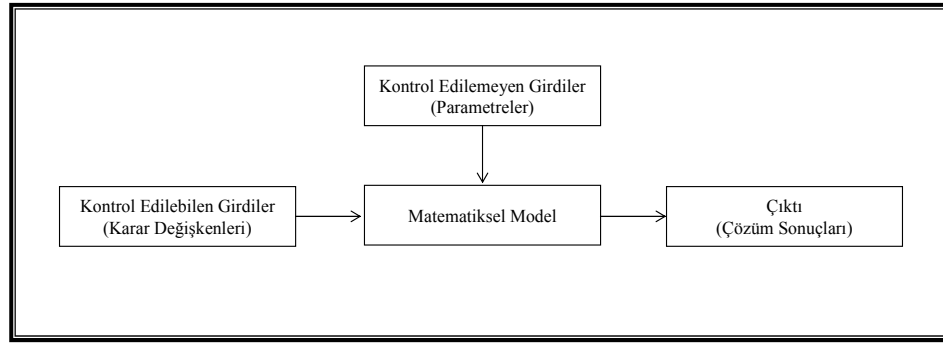 Kontrol Edilemeyen Girdiler
(Parametreler)
Kontrol Edilebilen Girdiler
(Karar Değişkenleri)
Matematiksel Model
Çıktı
(Çözüm Sonuçları)